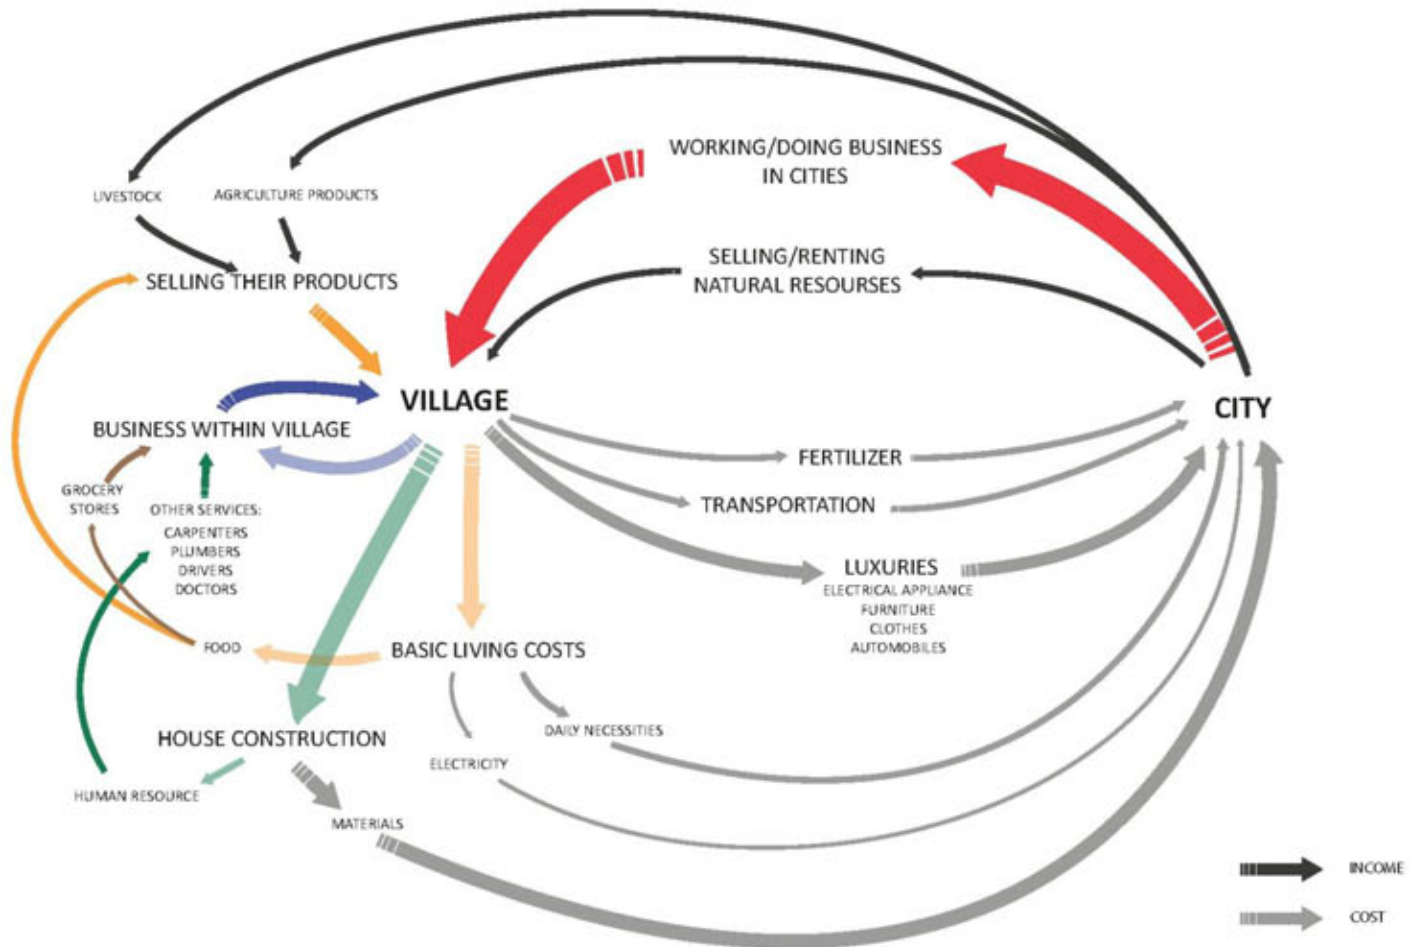 WORKING/DOING BUSINESS
IN CITIES
LIVESTOCK
AGRICULTURE PRODUCTS
SELLING/RENTING
NATURAL RESOURSES
SELLING THEIR PRODUCTS
VILLAGE
CITY
BUSINESS WITHIN VILLAGE
FERTILIZER
GROCERY
STORES
TRANSPORTATION
OTHER SERVICES:
CARPENTERS
PLUMBERS
DRIVERS
DOCTORS
LUXURIES
ELECTRICAL APPLIANCE
FURNITURE
CLOTHES
AUTOMOBILES
FOOD
BASIC LIVING COSTS
DAILY NECESSITIES
HOUSE CONSTRUCTION
ELECTRICITY
HUMAN RESOURCE
MATERIALS
INCOME
COST